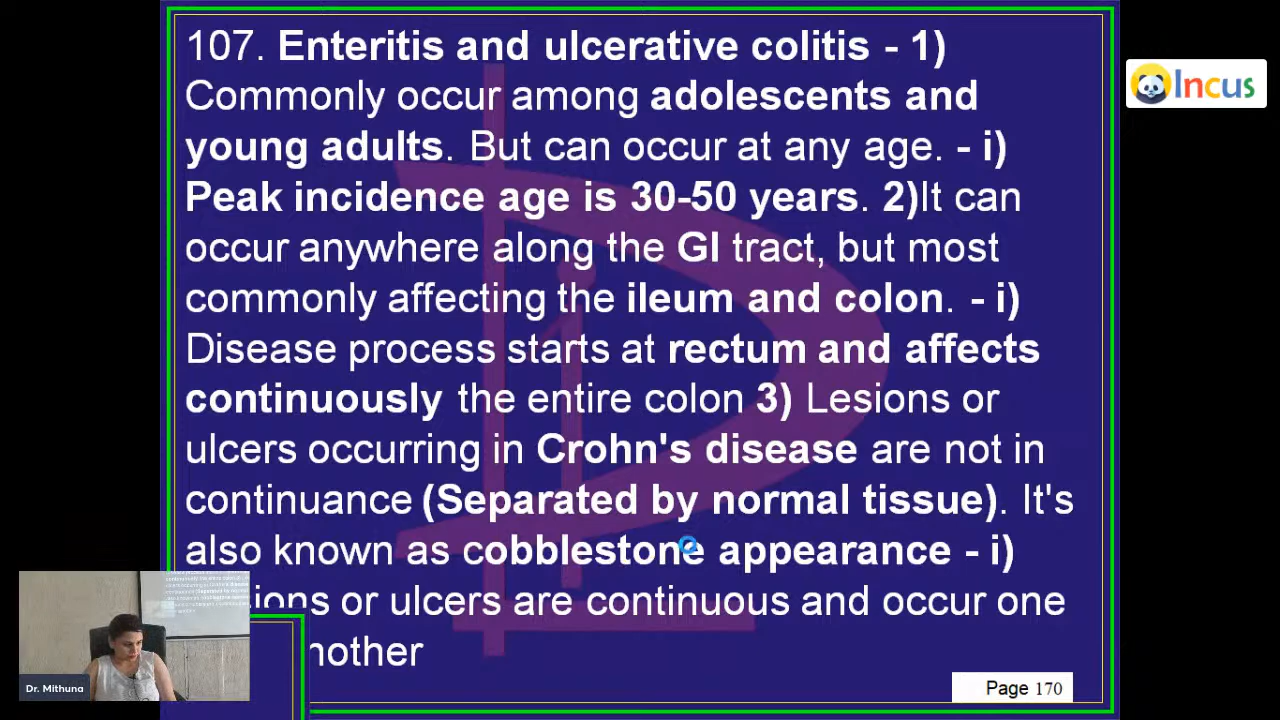 107. Enteritis and ulcerative colitis - 1)
Commonly occur among adolescents and
young adults. But can occur at any age. - i)
Peak incidence age is 30-50 years. 2)It can
occur anywhere along the GI tract, but most
commonly affecting the ileum and colon. - i)
Disease process starts at rectum and affects
continuously the entire colon 3) Lesions or
ulcers occurring in Crohn's disease are not in
continuance (Separated by normal tissue). It's
also known as cobblestone appearance - i)
ions or ulcers are continuous and occur one
nother
Page 170
Incus
Dr. Mithuna